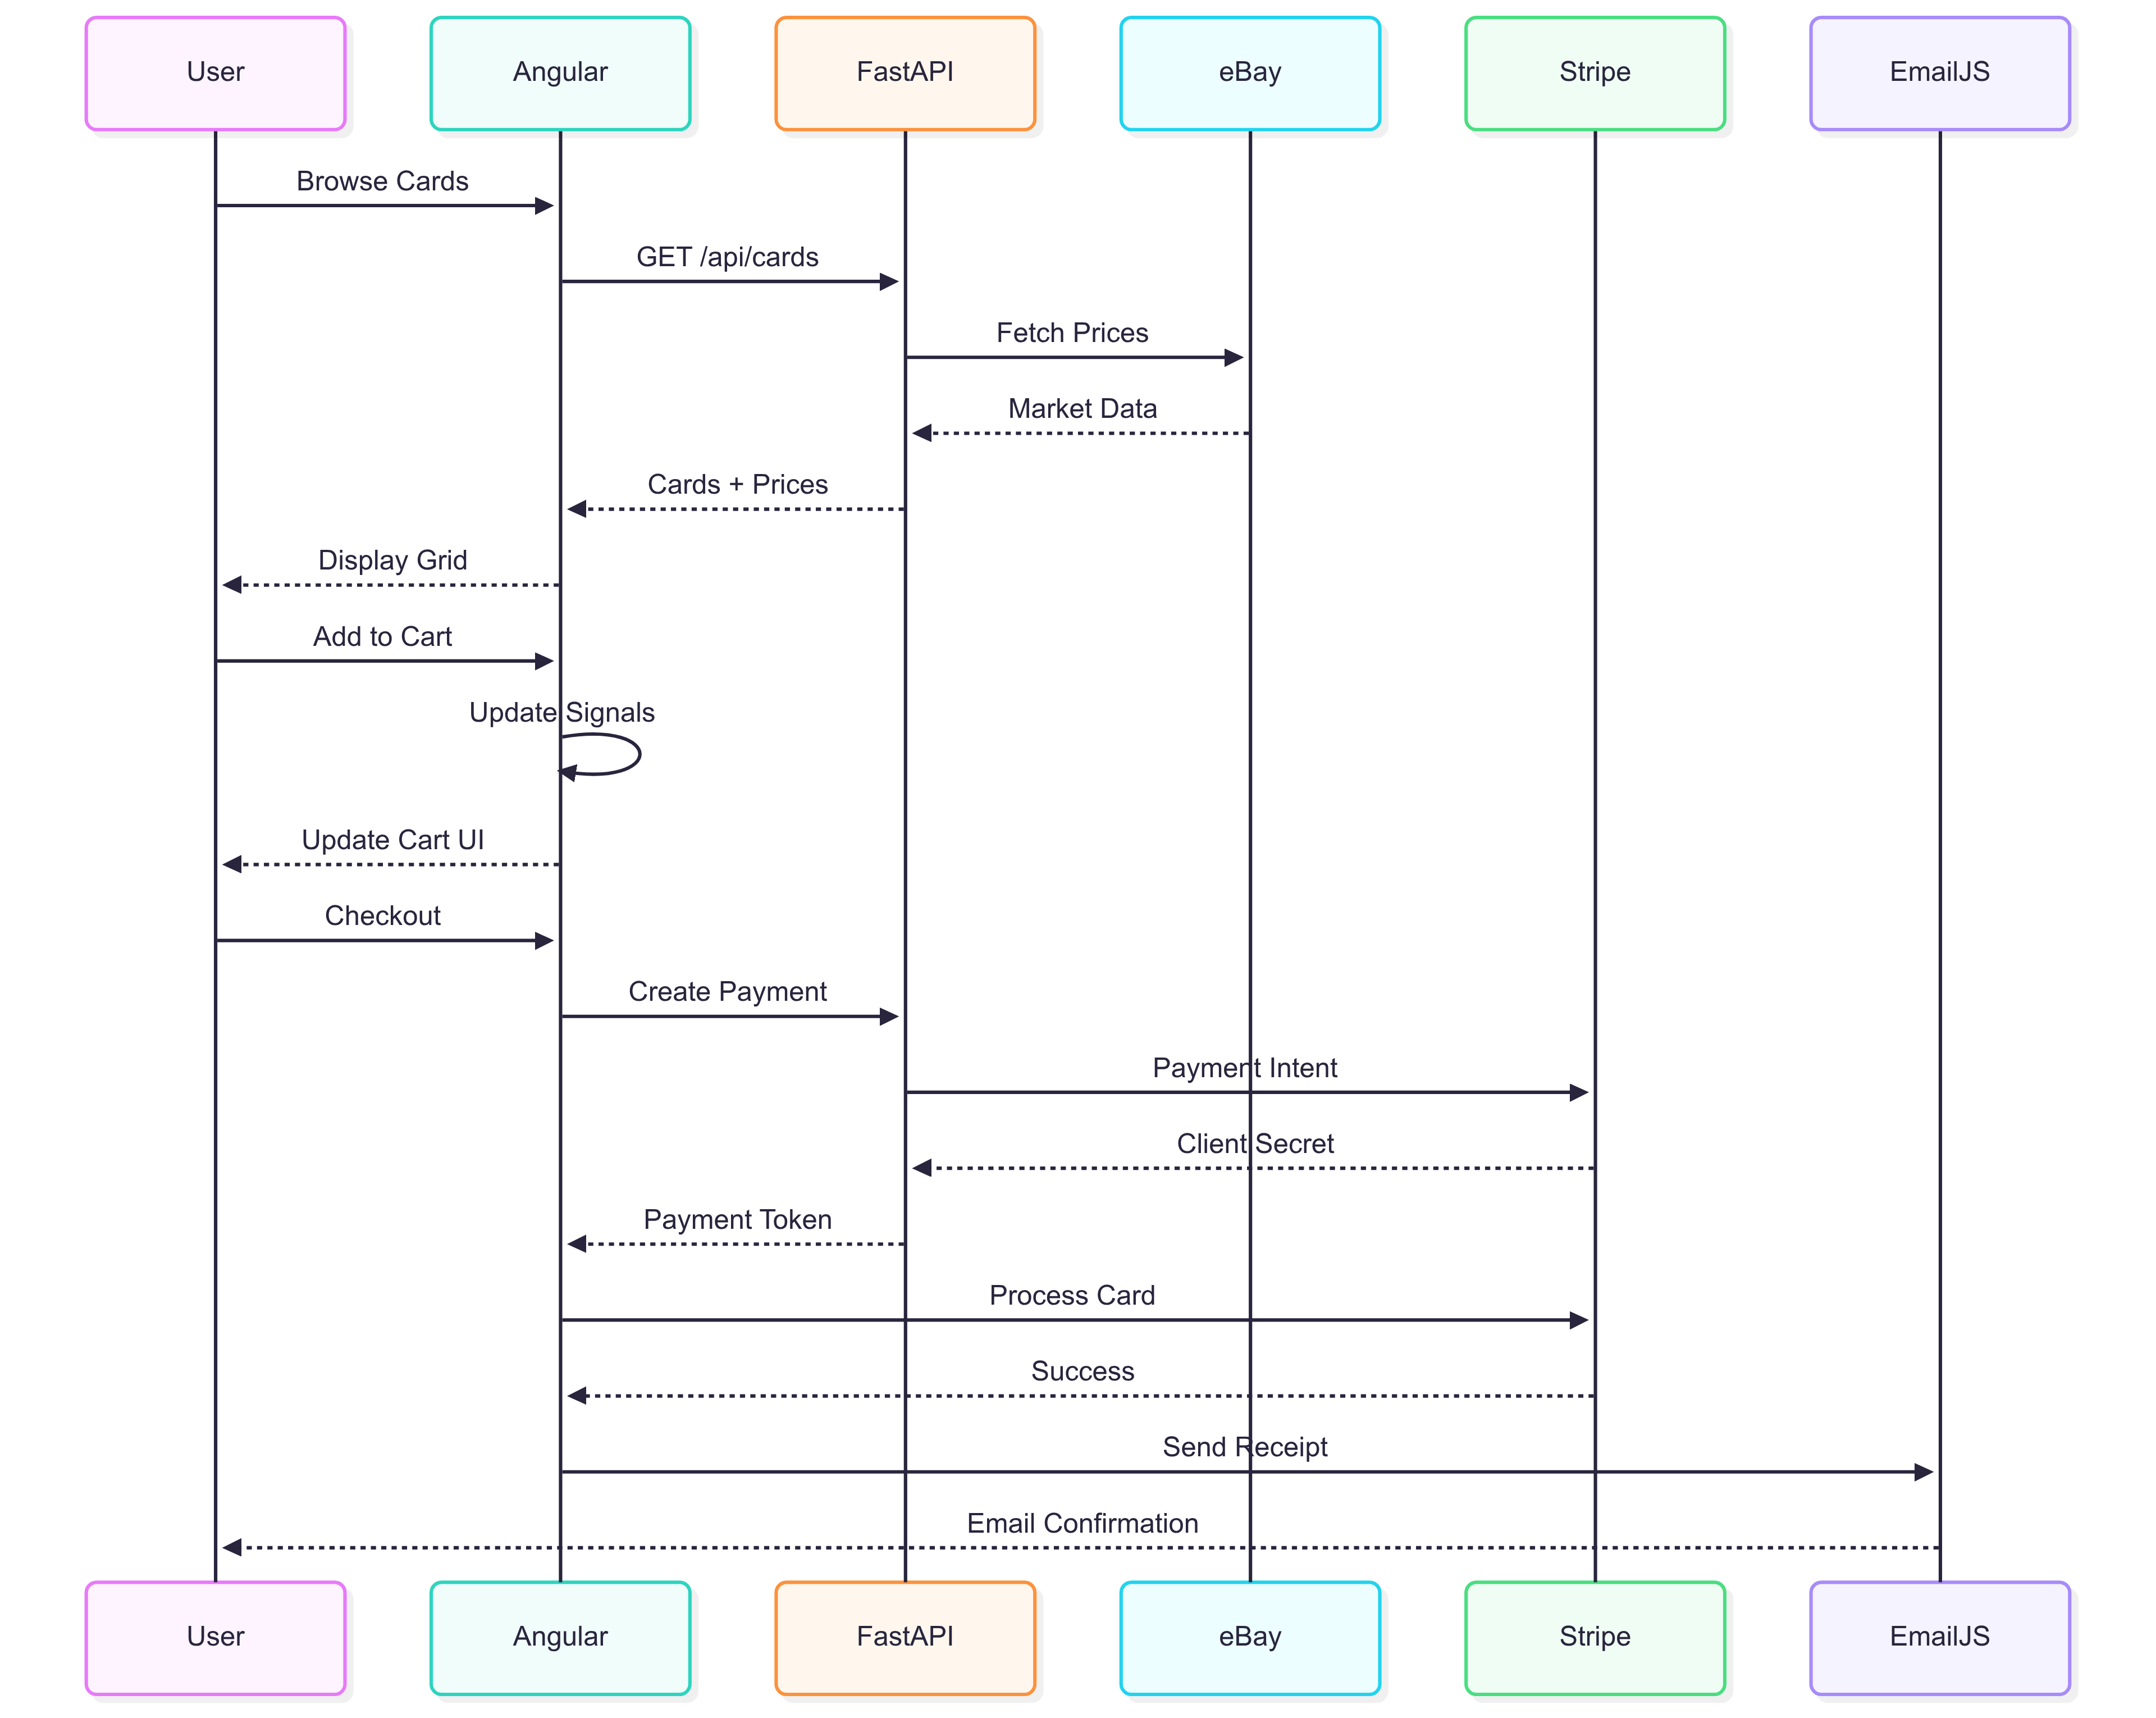 User
Angular
FastAPI
eBay
Stripe
EmailJS
Browse Cards
GET /api/cards
Fetch Prices
Market Data
Cards + Prices
Display Grid
Add to Cart
Update Signals
Update Cart UI
Checkout
Create Payment
Payment Intent
Client Secret
Payment Token
Process Card
Success
Send Receipt
Email Confirmation
User
Angular
FastAPI
eBay
Stripe
EmailJS